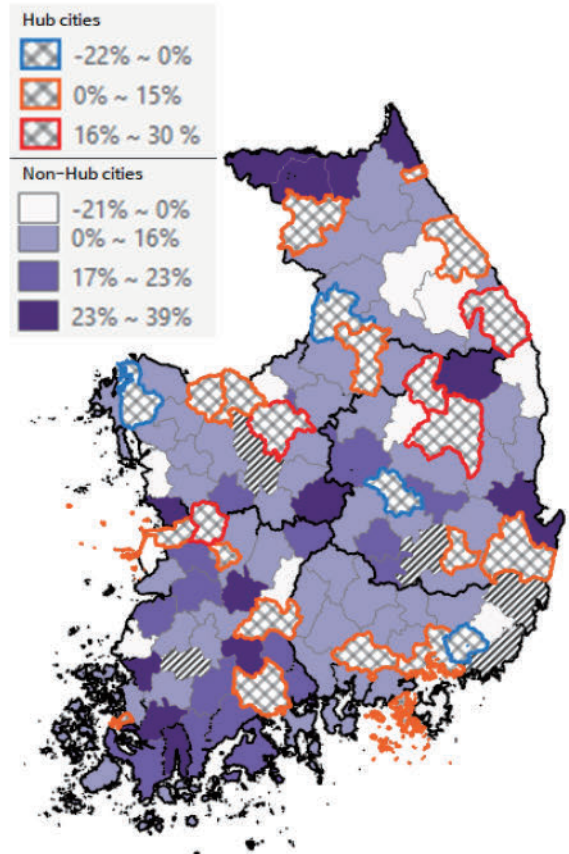 Hub cities
-22% ~ 0%
0% ~ 15%
16% ~ 30 %
Non-Hub cities
-21% ~ 0%
0% ~ 16%
17% ~ 23%
23% ~ 39%